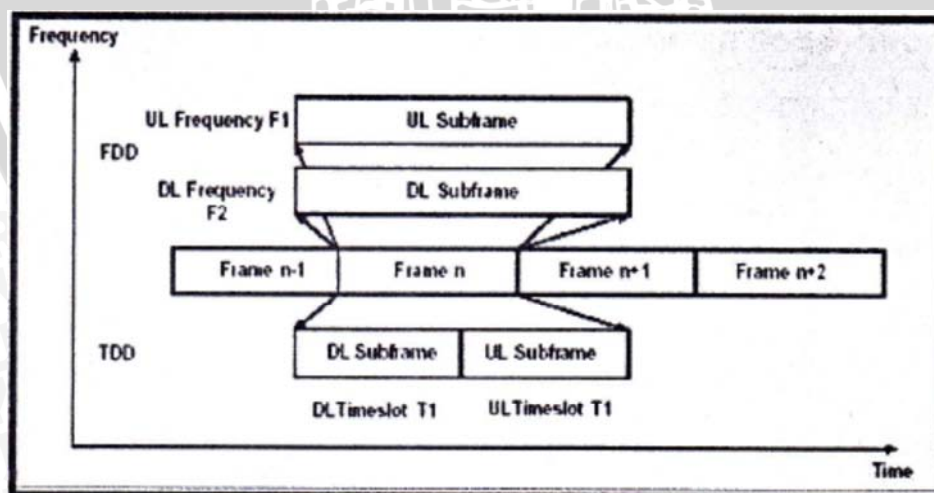 Frequency
UL Frequency F1
UL Subframe
FDD
DL Frequency
F2
DL Subframe
Frame n-1
Frame n
Frame n+1
Frame n+2
TDD
DL Subframe
UL Subframe
DLTimeslot T1
ULTimeslot T1
Time